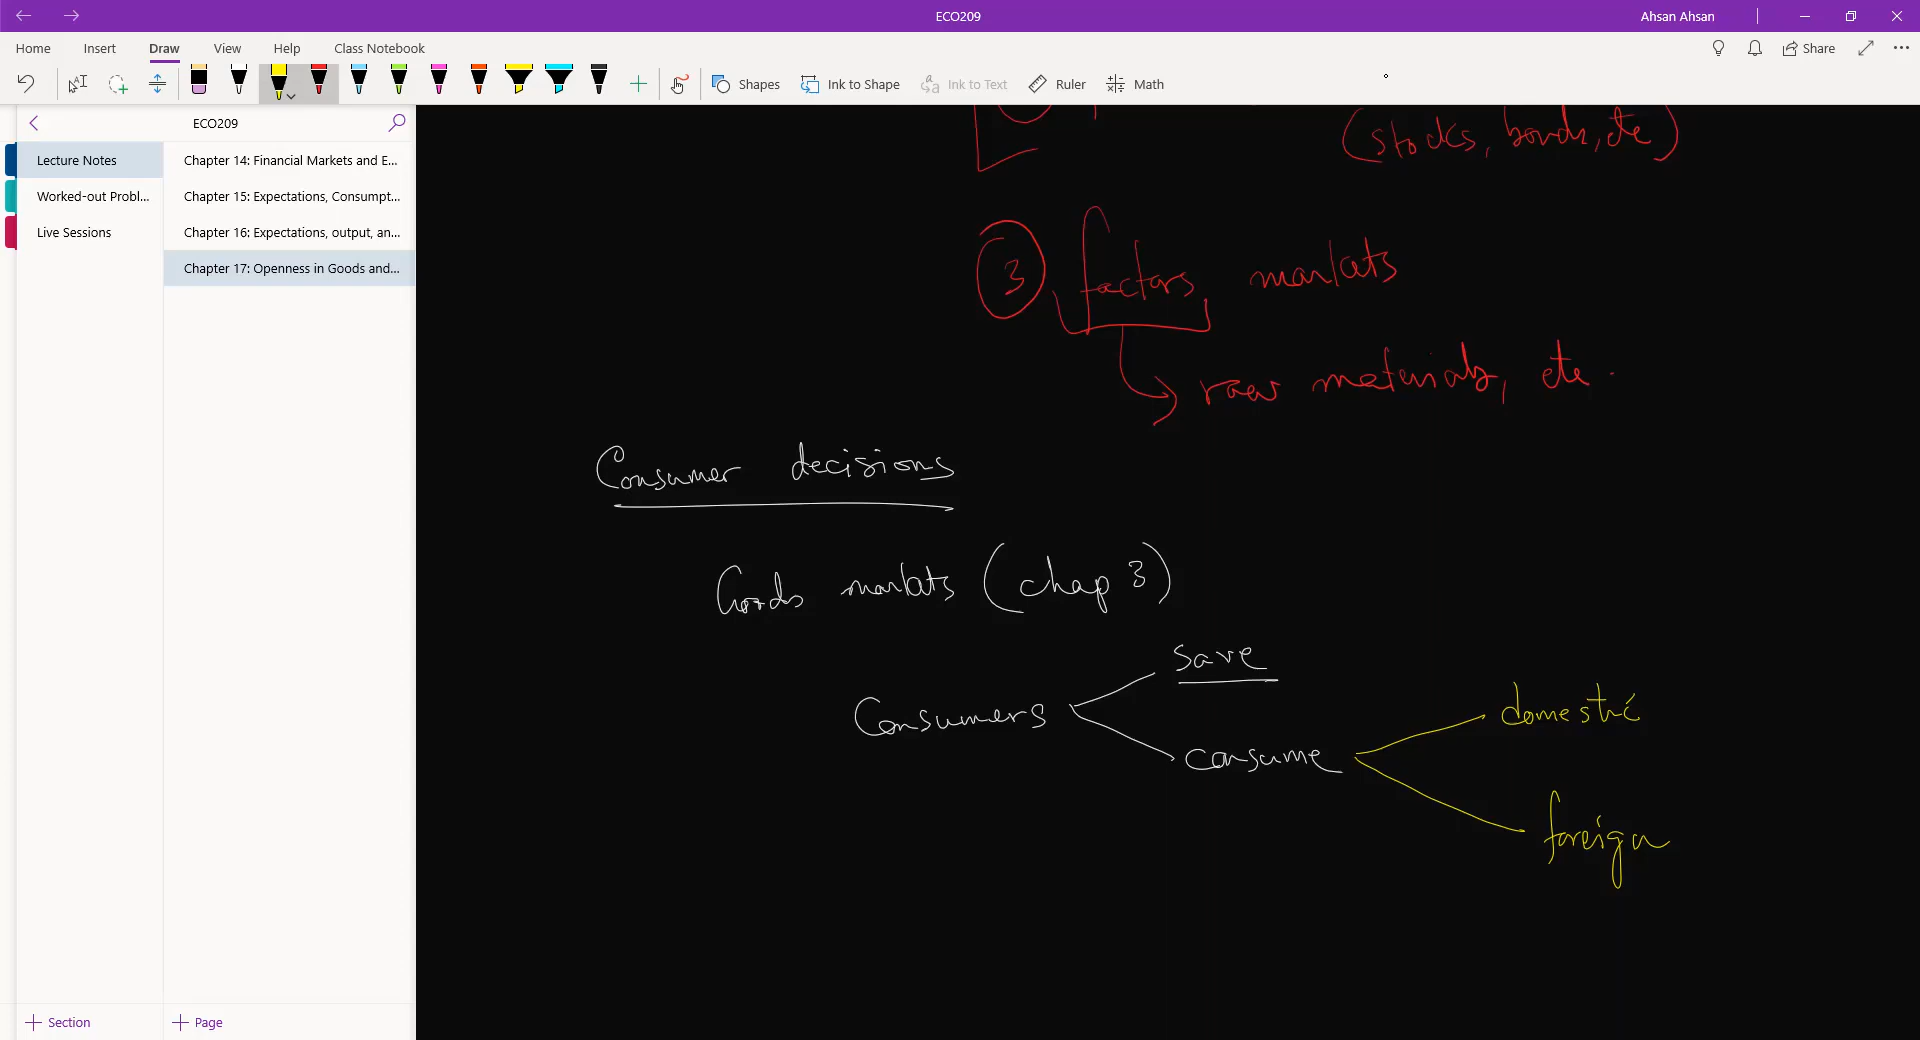 ECO209
Ahsan Ahsan
Home Insert Draw View Help Class Notebook
Share
Shapes Ink to Shape Ink to Text Ruler Math
ECO209
Lecture Notes
Worked-out Probl...
Live Sessions
Chapter 14: Financial Markets and E...
Chapter 15: Expectations, Consumpt...
Chapter 16: Expectations, output, an...
Chapter 17: Openness in Goods and...
(stocks, bonds, etc)
3 factors markets
raw materials, etc.
Consumer decisions
Goods markets (chap 3)
save
Consumers
consume
domestic
foreign
Section
Page